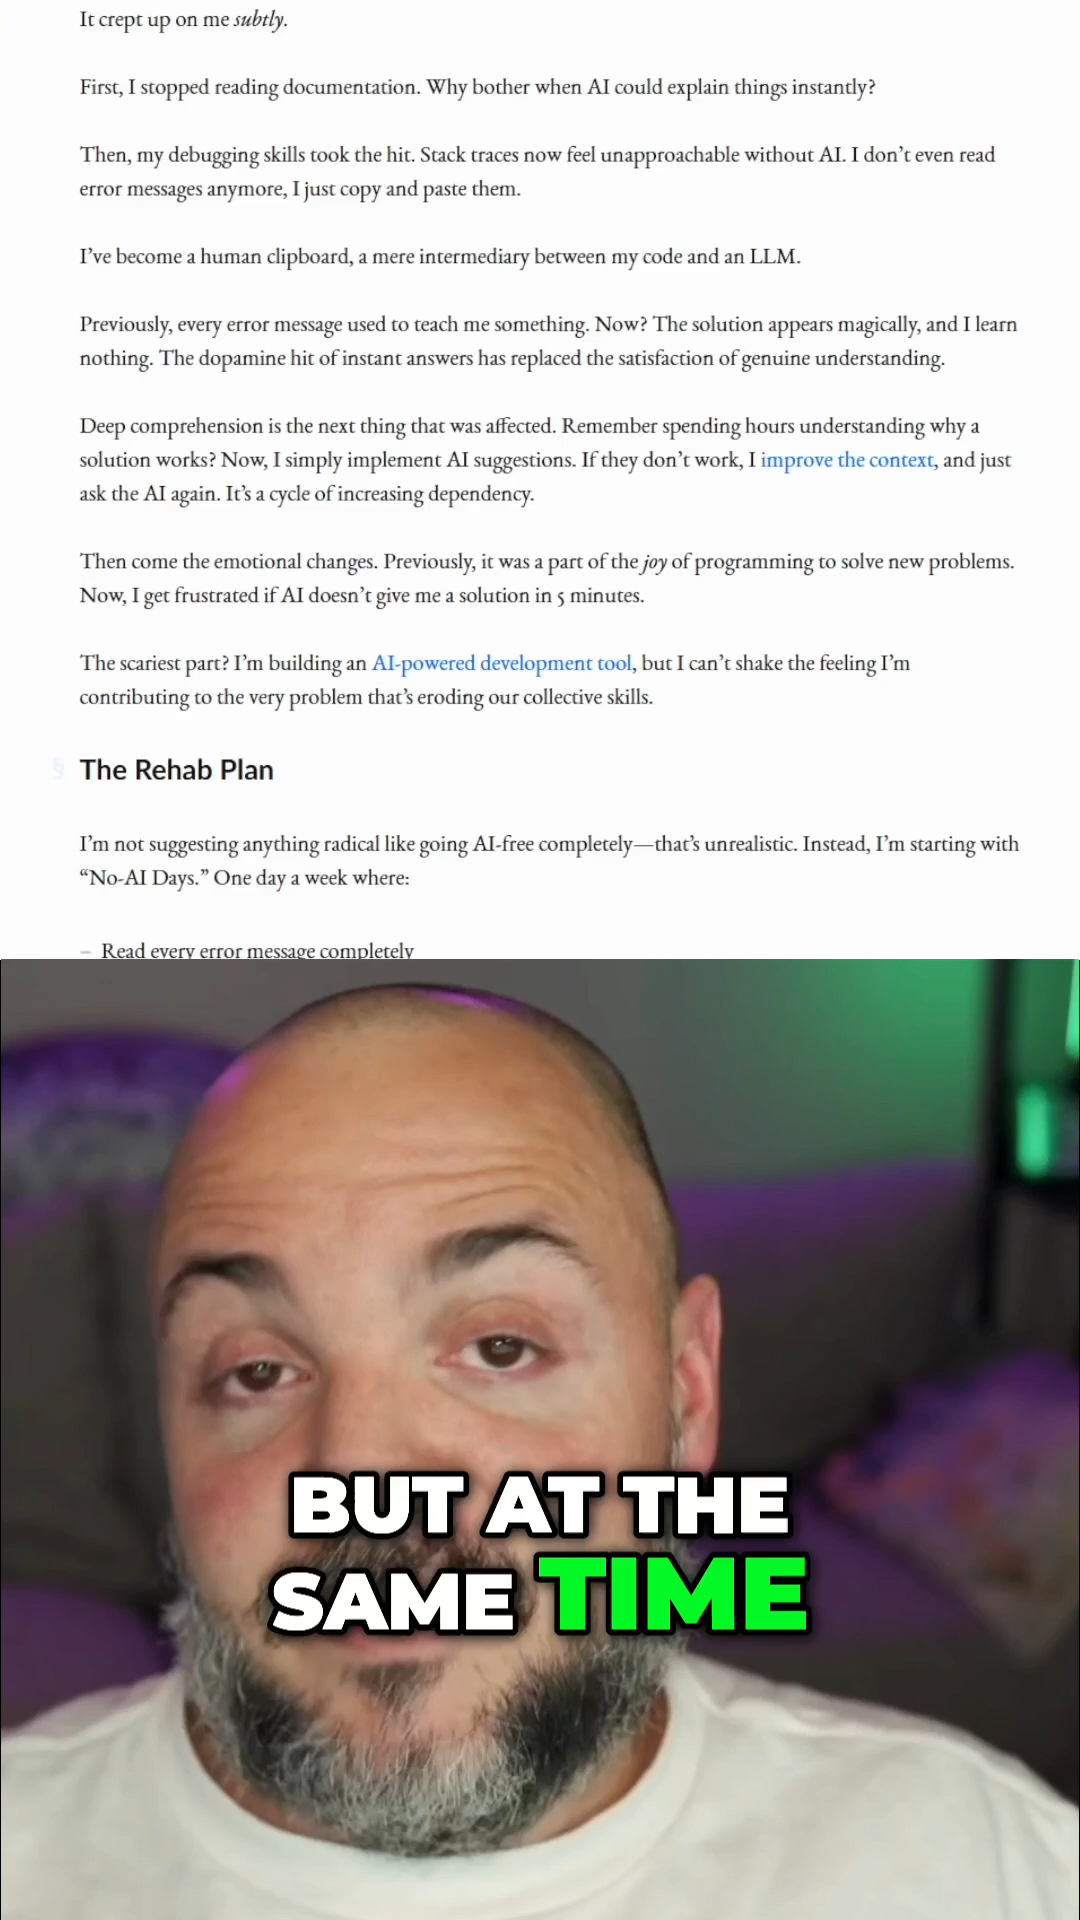 It crept up on me subtly.
First, I stopped reading documentation. Why bother when AI could explain things instantly?
Then, my debugging skills took the hit. Stack traces now feel unapproachable without AI. I don’t even read
error messages anymore, I just copy and paste them.
I’ve become a human clipboard, a mere intermediary between my code and an LLM.
Previously, every error message used to teach me something. Now? The solution appears magically, and I learn
nothing. The dopamine hit of instant answers has replaced the satisfaction of genuine understanding.
Deep comprehension is the next thing that was affected. Remember spending hours understanding why a
solution works? Now, I simply implement AI suggestions. If they don’t work, I improve the context, and just
ask the AI again. It’s a cycle of increasing dependency.
Then come the emotional changes. Previously, it was a part of the joy of programming to solve new problems.
Now, I get frustrated if AI doesn’t give me a solution in 5 minutes.
The scariest part? I’m building an AI-powered development tool, but I can’t shake the feeling I’m
contributing to the very problem that’s eroding our collective skills.
§ The Rehab Plan
I’m not suggesting anything radical like going AI-free completely—that’s unrealistic. Instead, I’m starting with
“No-AI Days.” One day a week where:
– Read every error message completely
BUT AT THE
SAME TIME